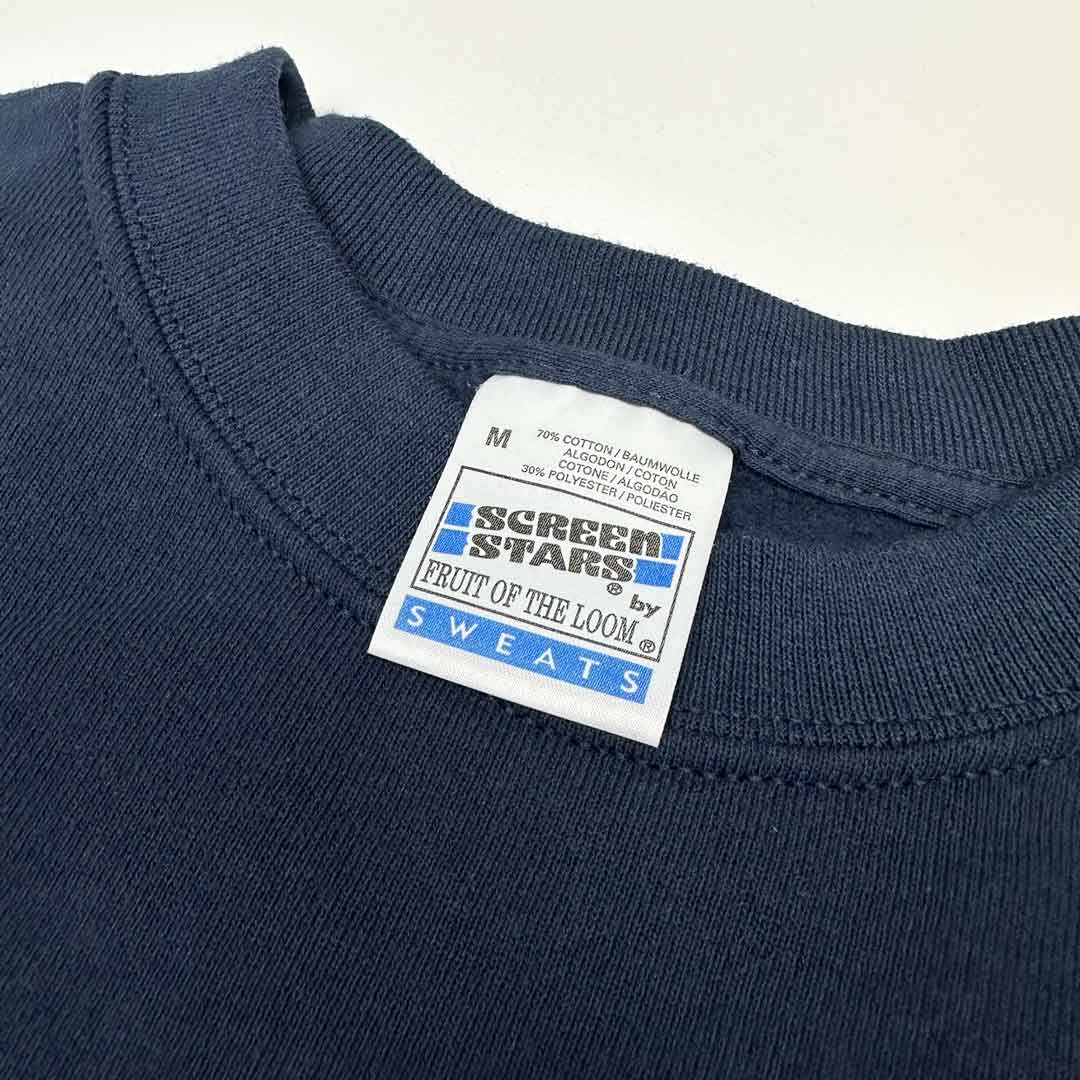 M
70% COTTON / BAUMWOLLE
ALGODON / COTON
COTONE / ALGODÃO
30% POLYESTER / POLIESTER
SCREEN
STARS®
by
FRUIT OF THE LOOM®
SWEATS